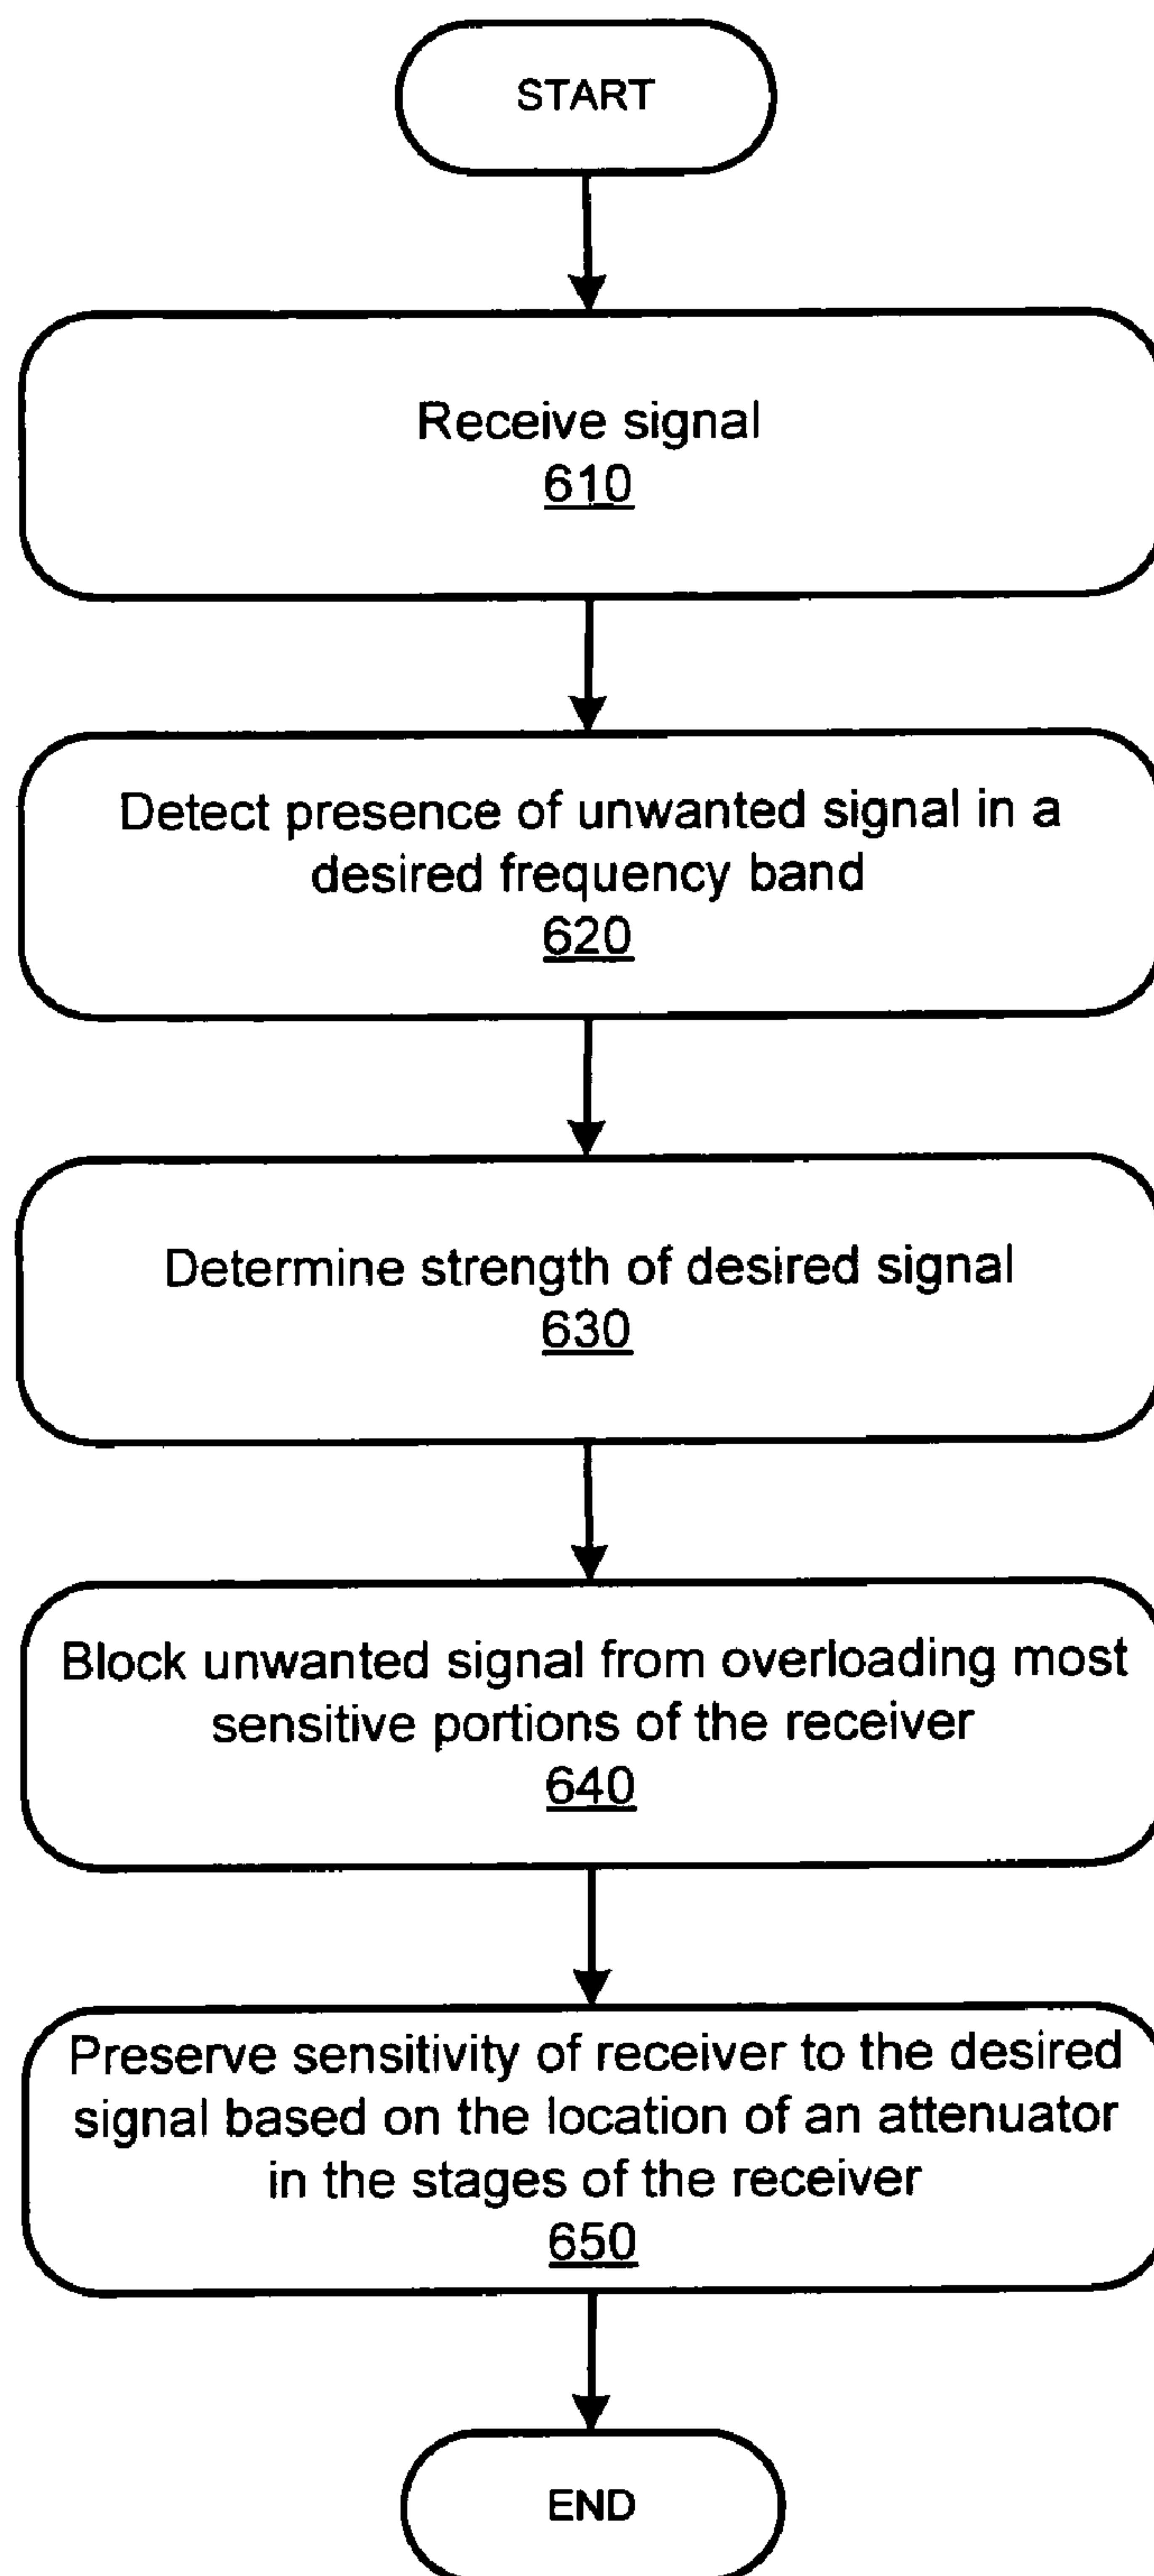 START
Receive signal
610
Detect presence of unwanted signal in a
desired frequency band
620
Determine strength of desired signal
630
Block unwanted signal from overloading most
sensitive portions of the receiver
640
Preserve sensitivity of receiver to the desired
signal based on the location of an attenuator
in the stages of the receiver
650
END